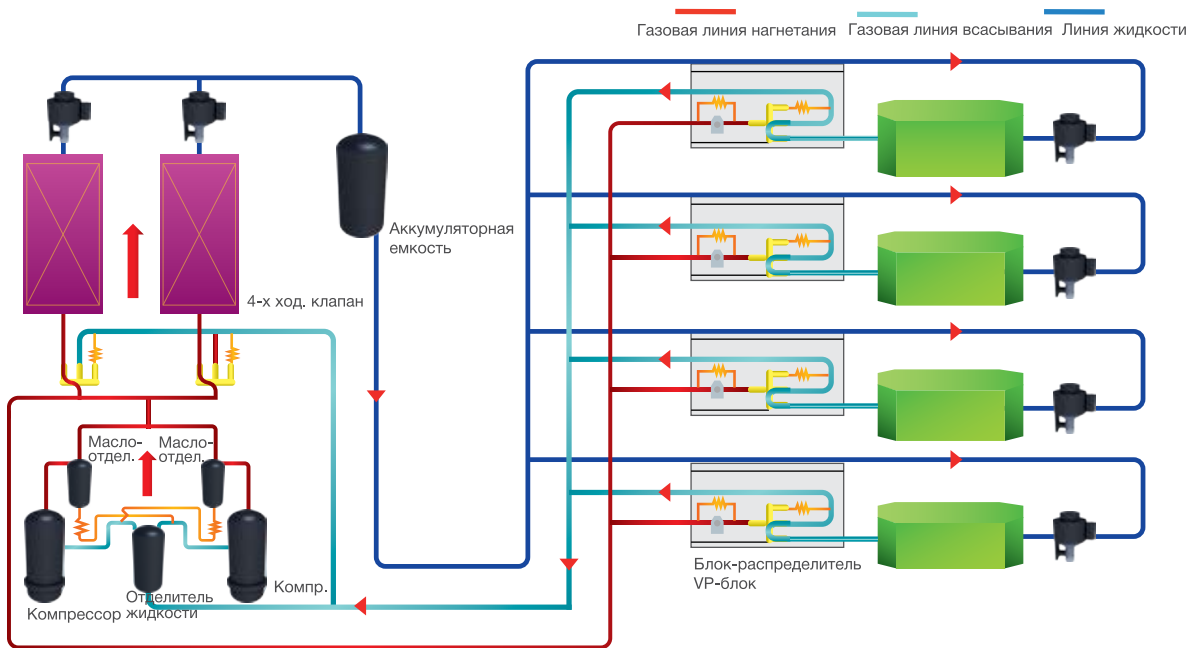 Газовая линия нагнетания
Газовая линия всасывания
Линия жидкости
Аккумуляторная
емкость
4-х ход. клапан
Масло-
отдел.
Масло-
отдел.
Компрессор
Отделитель
жидкости
Компр.
Блок-распределитель
VP-блок